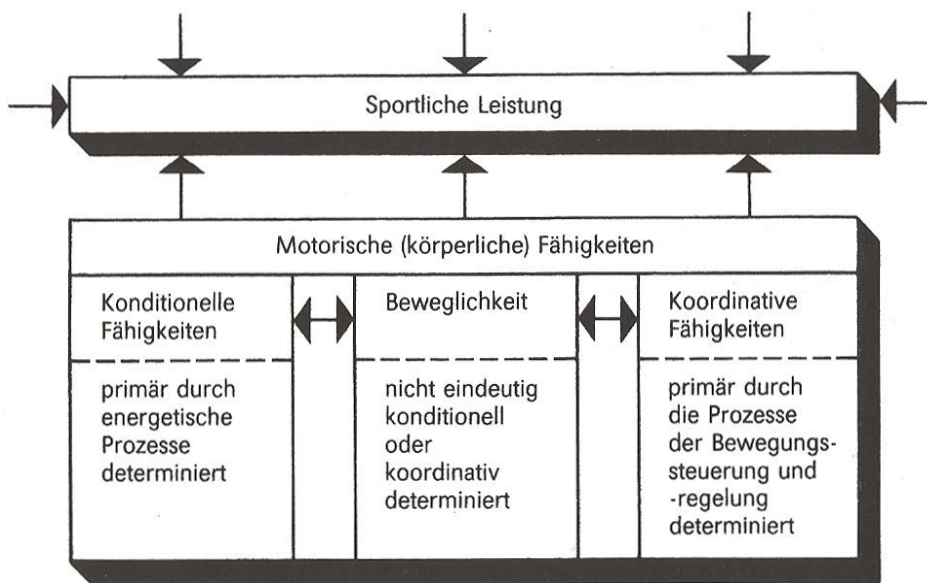 Sportliche Leistung
Motorische (körperliche) Fähigkeiten
Konditionelle
Fähigkeiten
primär durch
energetische
Prozesse
determiniert
Beweglichkeit
nicht eindeutig
konditionell
oder
koordinativ
determiniert
Koordinative
Fähigkeiten
primär durch
die Prozesse
der Bewegungs-
steuerung und
-regelung
determiniert